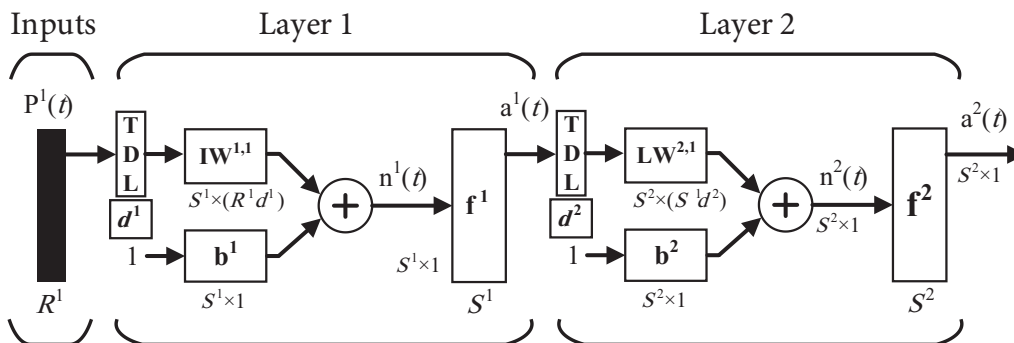 Inputs
Layer 1
Layer 2
P¹(t)
a¹(t)
a²(t)
T
D
L
IW¹,¹
n¹(t)
f¹
T
D
L
LW²,¹
n²(t)
f²
S²×1
d¹
S¹×(R¹d¹)
+
d²
S²×(S¹d²)
+
S²×1
1
b¹
S¹×1
1
b²
R¹
S¹×1
S¹
S²×1
S²